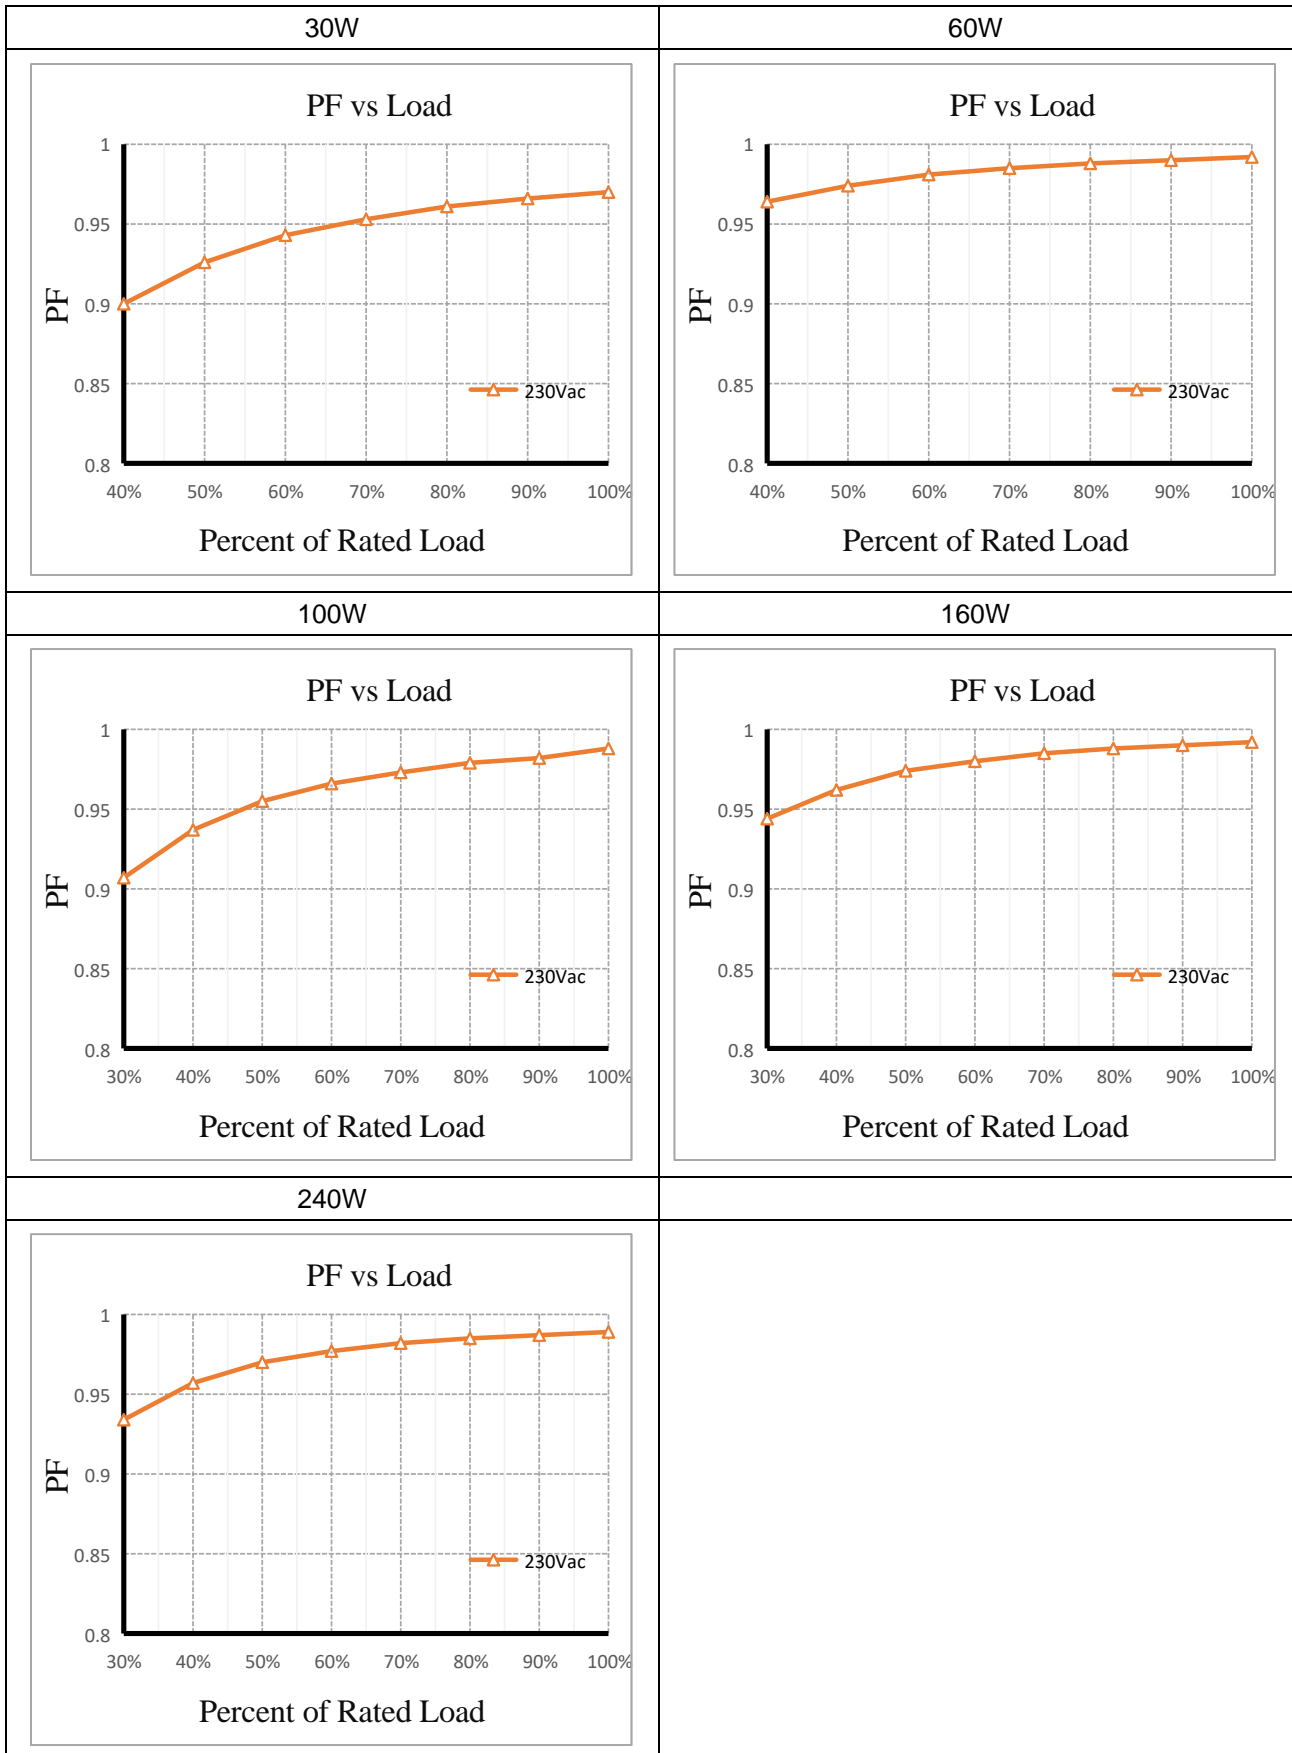 30W
60W
PF vs Load
1
0.95
0.9
0.85
0.8
PF
230Vac
40% 50% 60% 70% 80% 90% 100%
Percent of Rated Load
PF vs Load
1
0.95
0.9
0.85
0.8
PF
230Vac
40% 50% 60% 70% 80% 90% 100%
Percent of Rated Load
100W
160W
PF vs Load
1
0.95
0.9
0.85
0.8
PF
230Vac
30% 40% 50% 60% 70% 80% 90% 100%
Percent of Rated Load
PF vs Load
1
0.95
0.9
0.85
0.8
PF
230Vac
30% 40% 50% 60% 70% 80% 90% 100%
Percent of Rated Load
240W
PF vs Load
1
0.95
0.9
0.85
0.8
PF
230Vac
30% 40% 50% 60% 70% 80% 90% 100%
Percent of Rated Load